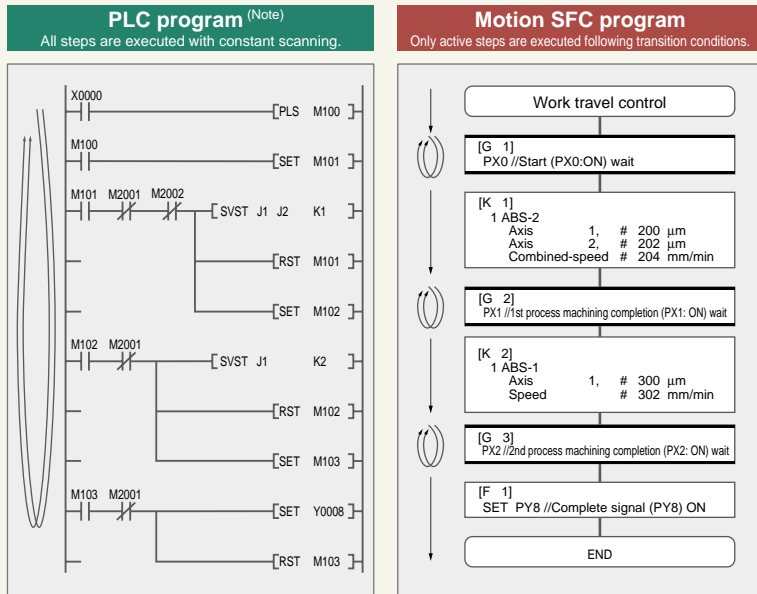 PLC program (Note)
All steps are executed with constant scanning.
X0000
PLS M100
M100
SET M101
M101 M2001 M2002
SVST J1 J2 K1
RST M101
SET M102
M102 M2001
SVST J1 K2
RST M102
SET M103
M103 M2001
SET Y0008
RST M103
Motion SFC program
Only active steps are executed following transition conditions.
Work travel control
[G 1]
PX0 //Start (PX0:ON) wait
[K 1]
1 ABS-2
Axis 1, # 200 μm
Axis 2, # 202 μm
Combined-speed # 204 mm/min
[G 2]
PX1 //1st process machining completion (PX1: ON) wait
[K 2]
1 ABS-1
Axis 1, # 300 μm
Speed # 302 mm/min
[G 3]
PX2 //2nd process machining completion (PX2: ON) wait
[F 1]
SET PY8 //Complete signal (PY8) ON
END